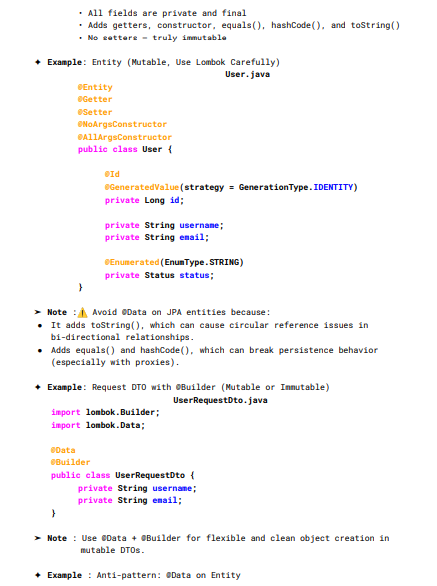 • All fields are private and final
• Adds getters, constructor, equals(), hashCode(), and toString()
• No setters — truly immutable
✦ Example: Entity (Mutable, Use Lombok Carefully)
User.java
@Entity
@Getter
@Setter
@NoArgsConstructor
@AllArgsConstructor
public class User {
@Id
@GeneratedValue(strategy = GenerationType.IDENTITY)
private Long id;
private String username;
private String email;
@Enumerated(EnumType.STRING)
private Status status;
}
➤ Note :⚠️ Avoid @Data on JPA entities because:
● It adds toString(), which can cause circular reference issues in
bi-directional relationships.
● Adds equals() and hashCode(), which can break persistence behavior
(especially with proxies).
✦ Example: Request DTO with @Builder (Mutable or Immutable)
UserRequestDto.java
import lombok.Builder;
import lombok.Data;
@Data
@Builder
public class UserRequestDto {
private String username;
private String email;
}
➤ Note : Use @Data + @Builder for flexible and clean object creation in
mutable DTOs.
✦ Example : Anti-pattern: @Data on Entity